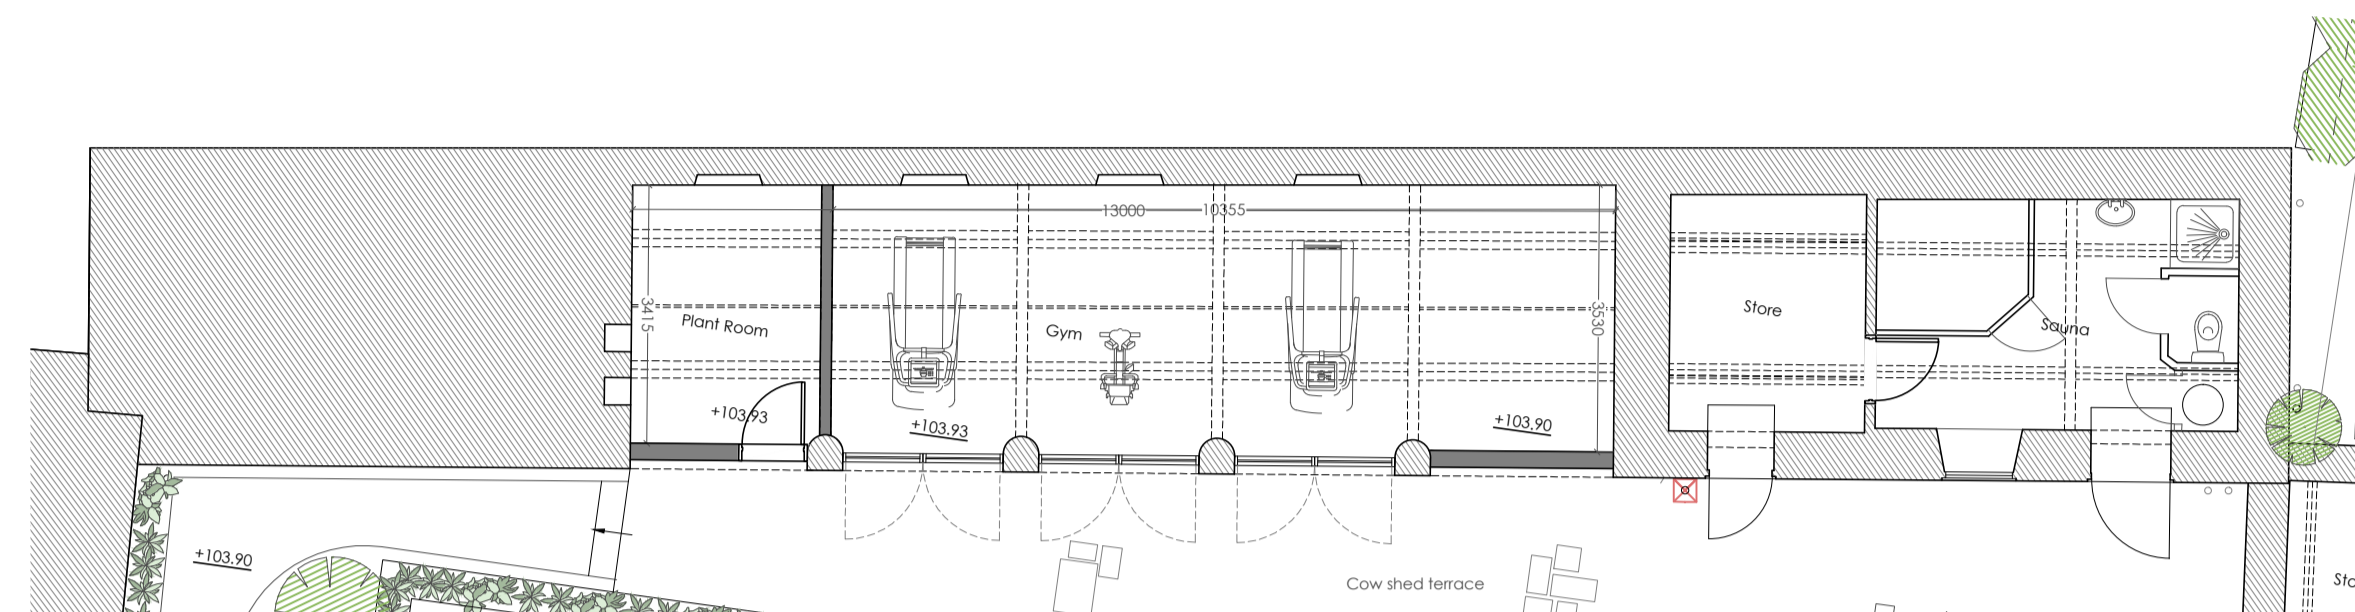 13000
10355
3415
3530
Plant Room
Gym
Store
Sauna
+103.93
+103.93
+103.90
+103.90
Cow shed terrace
Sto